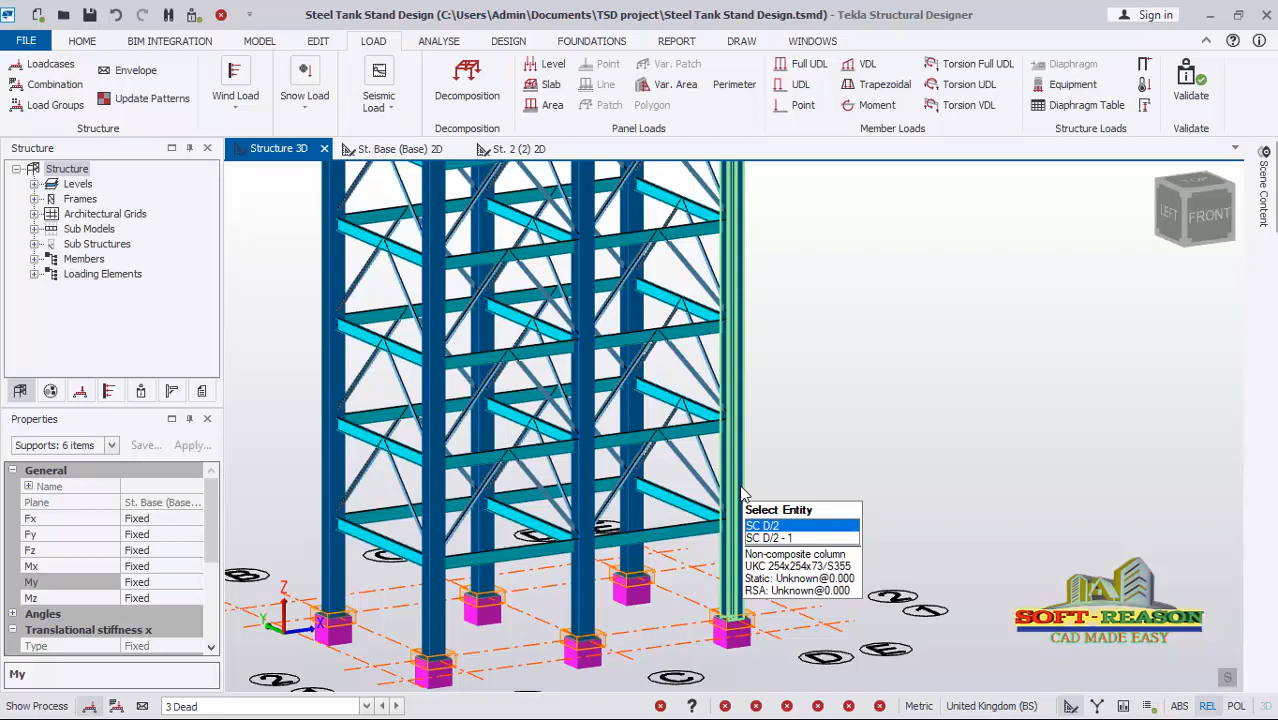 Steel Tank Stand Design (C:\Users\Admin\Documents\TSD project\Steel Tank Stand Design.tsmd) - Tekla Structural Designer
Sign in
FILE HOME BIM INTEGRATION MODEL EDIT LOAD ANALYSE DESIGN FOUNDATIONS REPORT DRAW WINDOWS
Loadcases
Combination
Load Groups
Envelope
Update Patterns
Structure
Wind Load
Snow Load
Seismic
Load
Decomposition
Decomposition
Level
Slab
Area
Point
Line
Patch
Var. Patch
Var. Area
Polygon
Perimeter
Panel Loads
Full UDL
UDL
Point
VDL
Trapezoidal
Moment
Torsion Full UDL
Torsion UDL
Torsion VDL
Member Loads
Diaphragm
Equipment
Diaphragm Table
Structure Loads
Validate
Validate
Structure
Structure 3D
St. Base (Base) 2D
St. 2 (2) 2D
Structure
Levels
Frames
Architectural Grids
Sub Models
Sub Structures
Members
Loading Elements
Properties
Supports: 6 items
Save...
Apply...
General
Name
Plane St. Base (Base...
Fx Fixed
Fy Fixed
Fz Fixed
Mx Fixed
My Fixed
Mz Fixed
Angles
Translational stiffness x
Type Fixed
My
Scene Content
TOP
LEFT
FRONT
Select Entity
SC D/2
SC D/2 - 1
Non-composite column
UKC 254x254x73/S355
Static: Unknown@0.000
RSA: Unknown@0.000
B
C
E
2
1
D
E
C
2
Z
Y
X
SOFT-REASON
CAD MADE EASY
S
Show Process
3 Dead
Metric
United Kingdom (BS)
ABS
REL
POL
3D